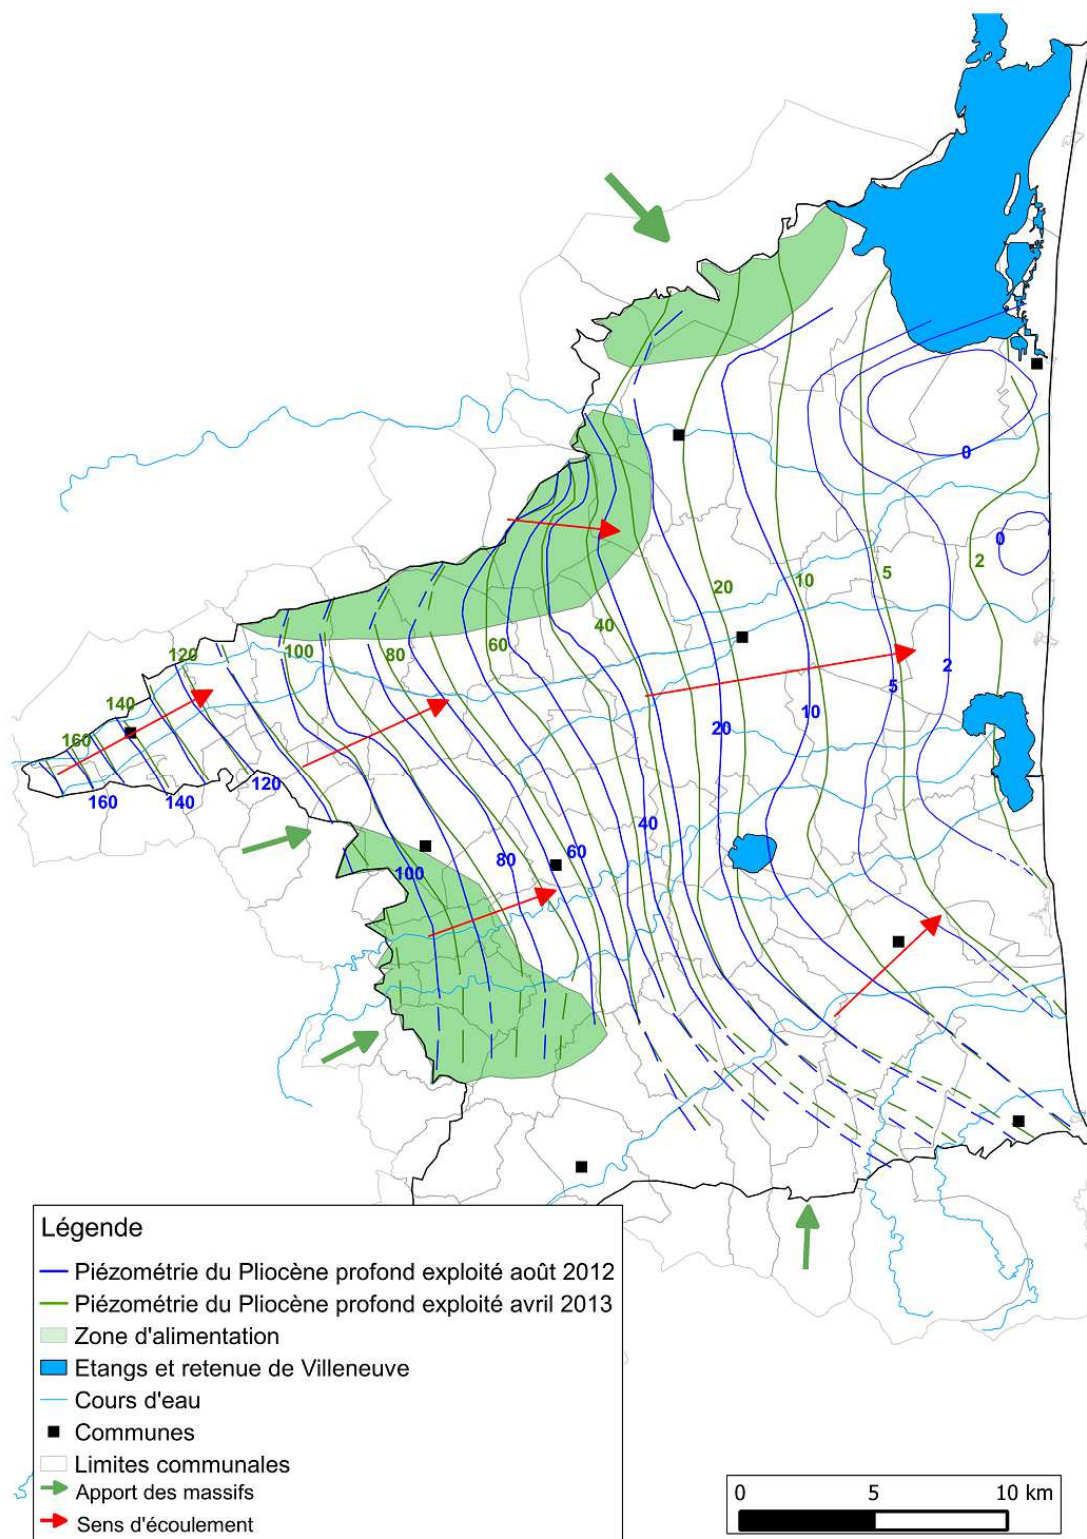 0
0
2
5
10
20
40
60
80
100
120
140
160
2
5
10
20
40
60
80
100
120
140
160
Légende
Piézométrie du Pliocène profond exploité août 2012
Piézométrie du Pliocène profond exploité avril 2013
Zone d'alimentation
Etangs et retenue de Villeneuve
Cours d'eau
Communes
Limites communales
Apport des massifs
Sens d'écoulement
0 5 10 km